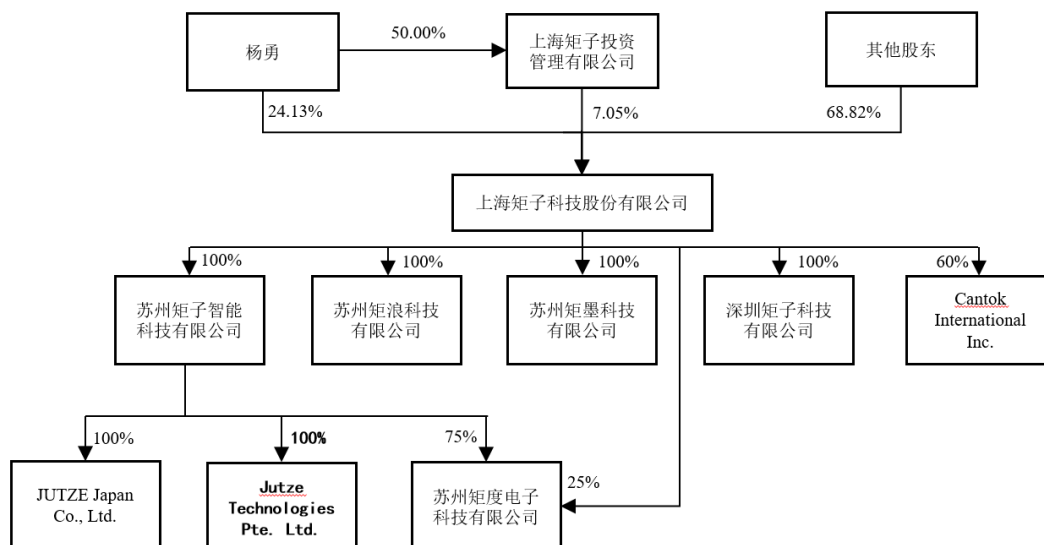 50.00%
杨勇
上海矩子投资
管理有限公司
其他股东
24.13%
7.05%
68.82%
上海矩子科技股份有限公司
100%
100%
100%
100%
60%
苏州矩子智能
科技有限公司
苏州矩浪科技
有限公司
苏州矩墨科技
有限公司
深圳矩子科技
有限公司
Cantok
International
Inc.
100%
100%
75%
25%
JUTZE Japan
Co., Ltd.
Jutze
Technologies
Pte. Ltd.
苏州矩度电子
科技有限公司